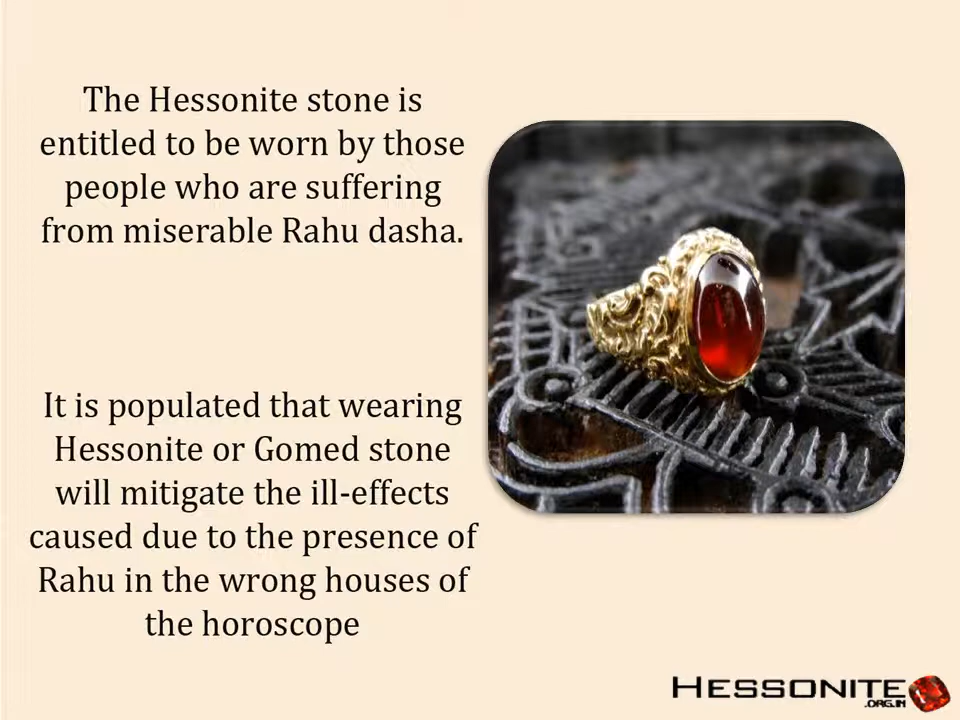 The Hessonite stone is
entitled to be worn by those
people who are suffering
from miserable Rahu dasha.
It is populated that wearing
Hessonite or Gomed stone
will mitigate the ill-effects
caused due to the presence of
Rahu in the wrong houses of
the horoscope
HESSONITE
.ORG.IN